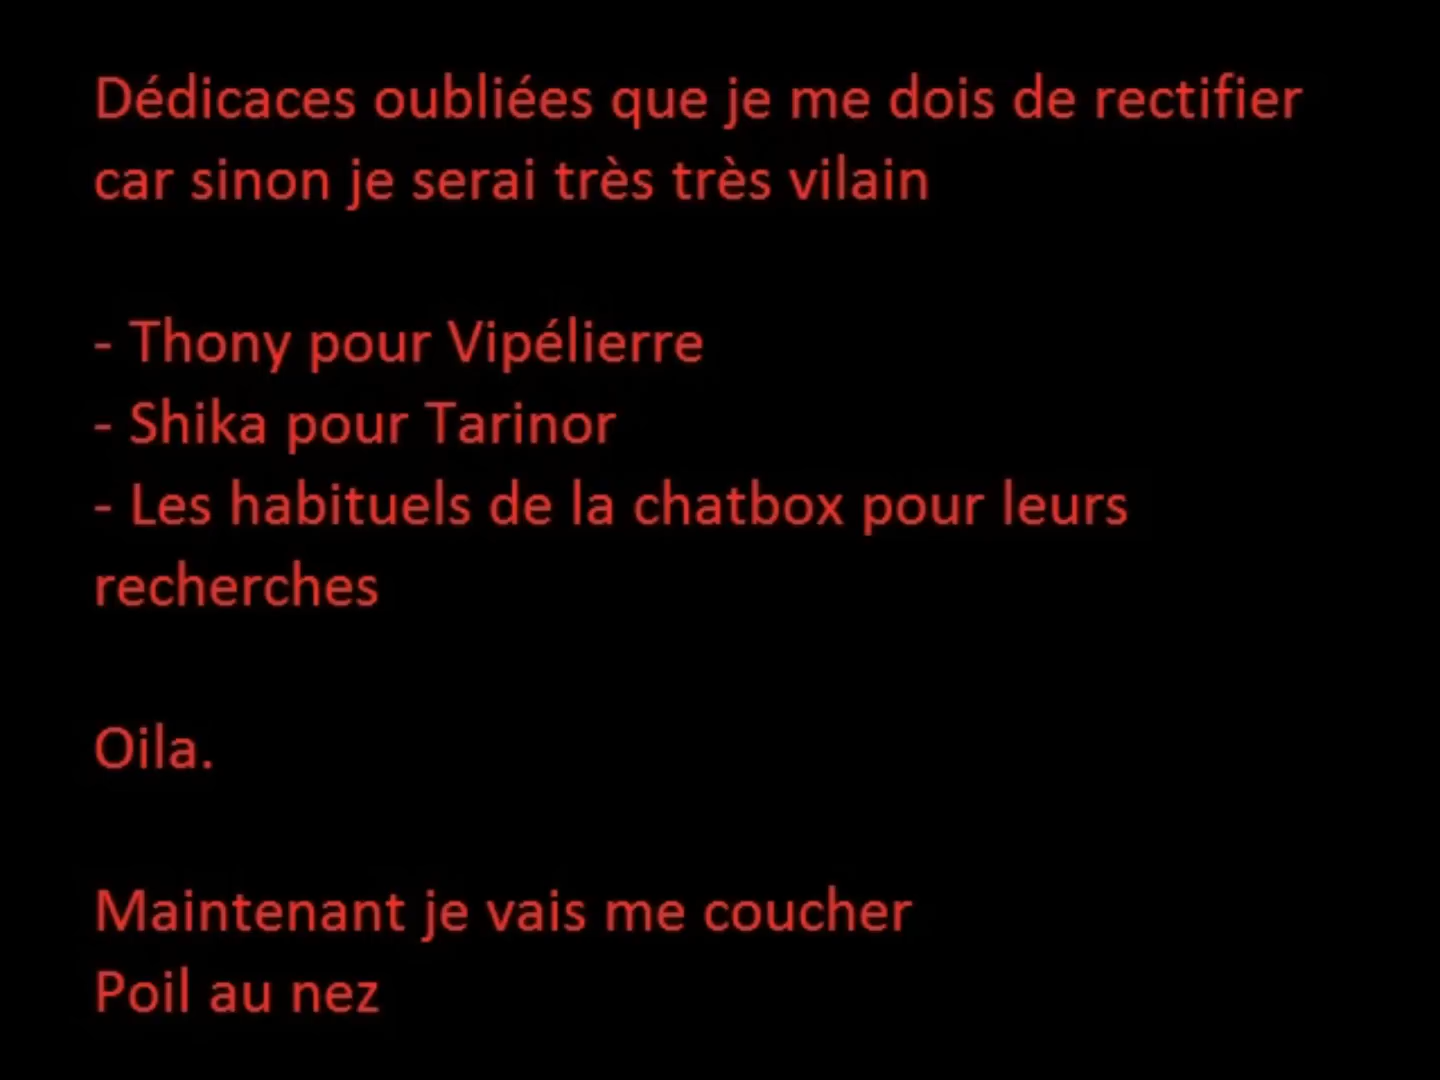 Dédicaces oubliées que je me dois de rectifier
car sinon je serai très très vilain
- Thony pour Vipélierre
- Shika pour Tarinor
- Les habituels de la chatbox pour leurs
recherches
Oila.
Maintenant je vais me coucher
Poil au nez